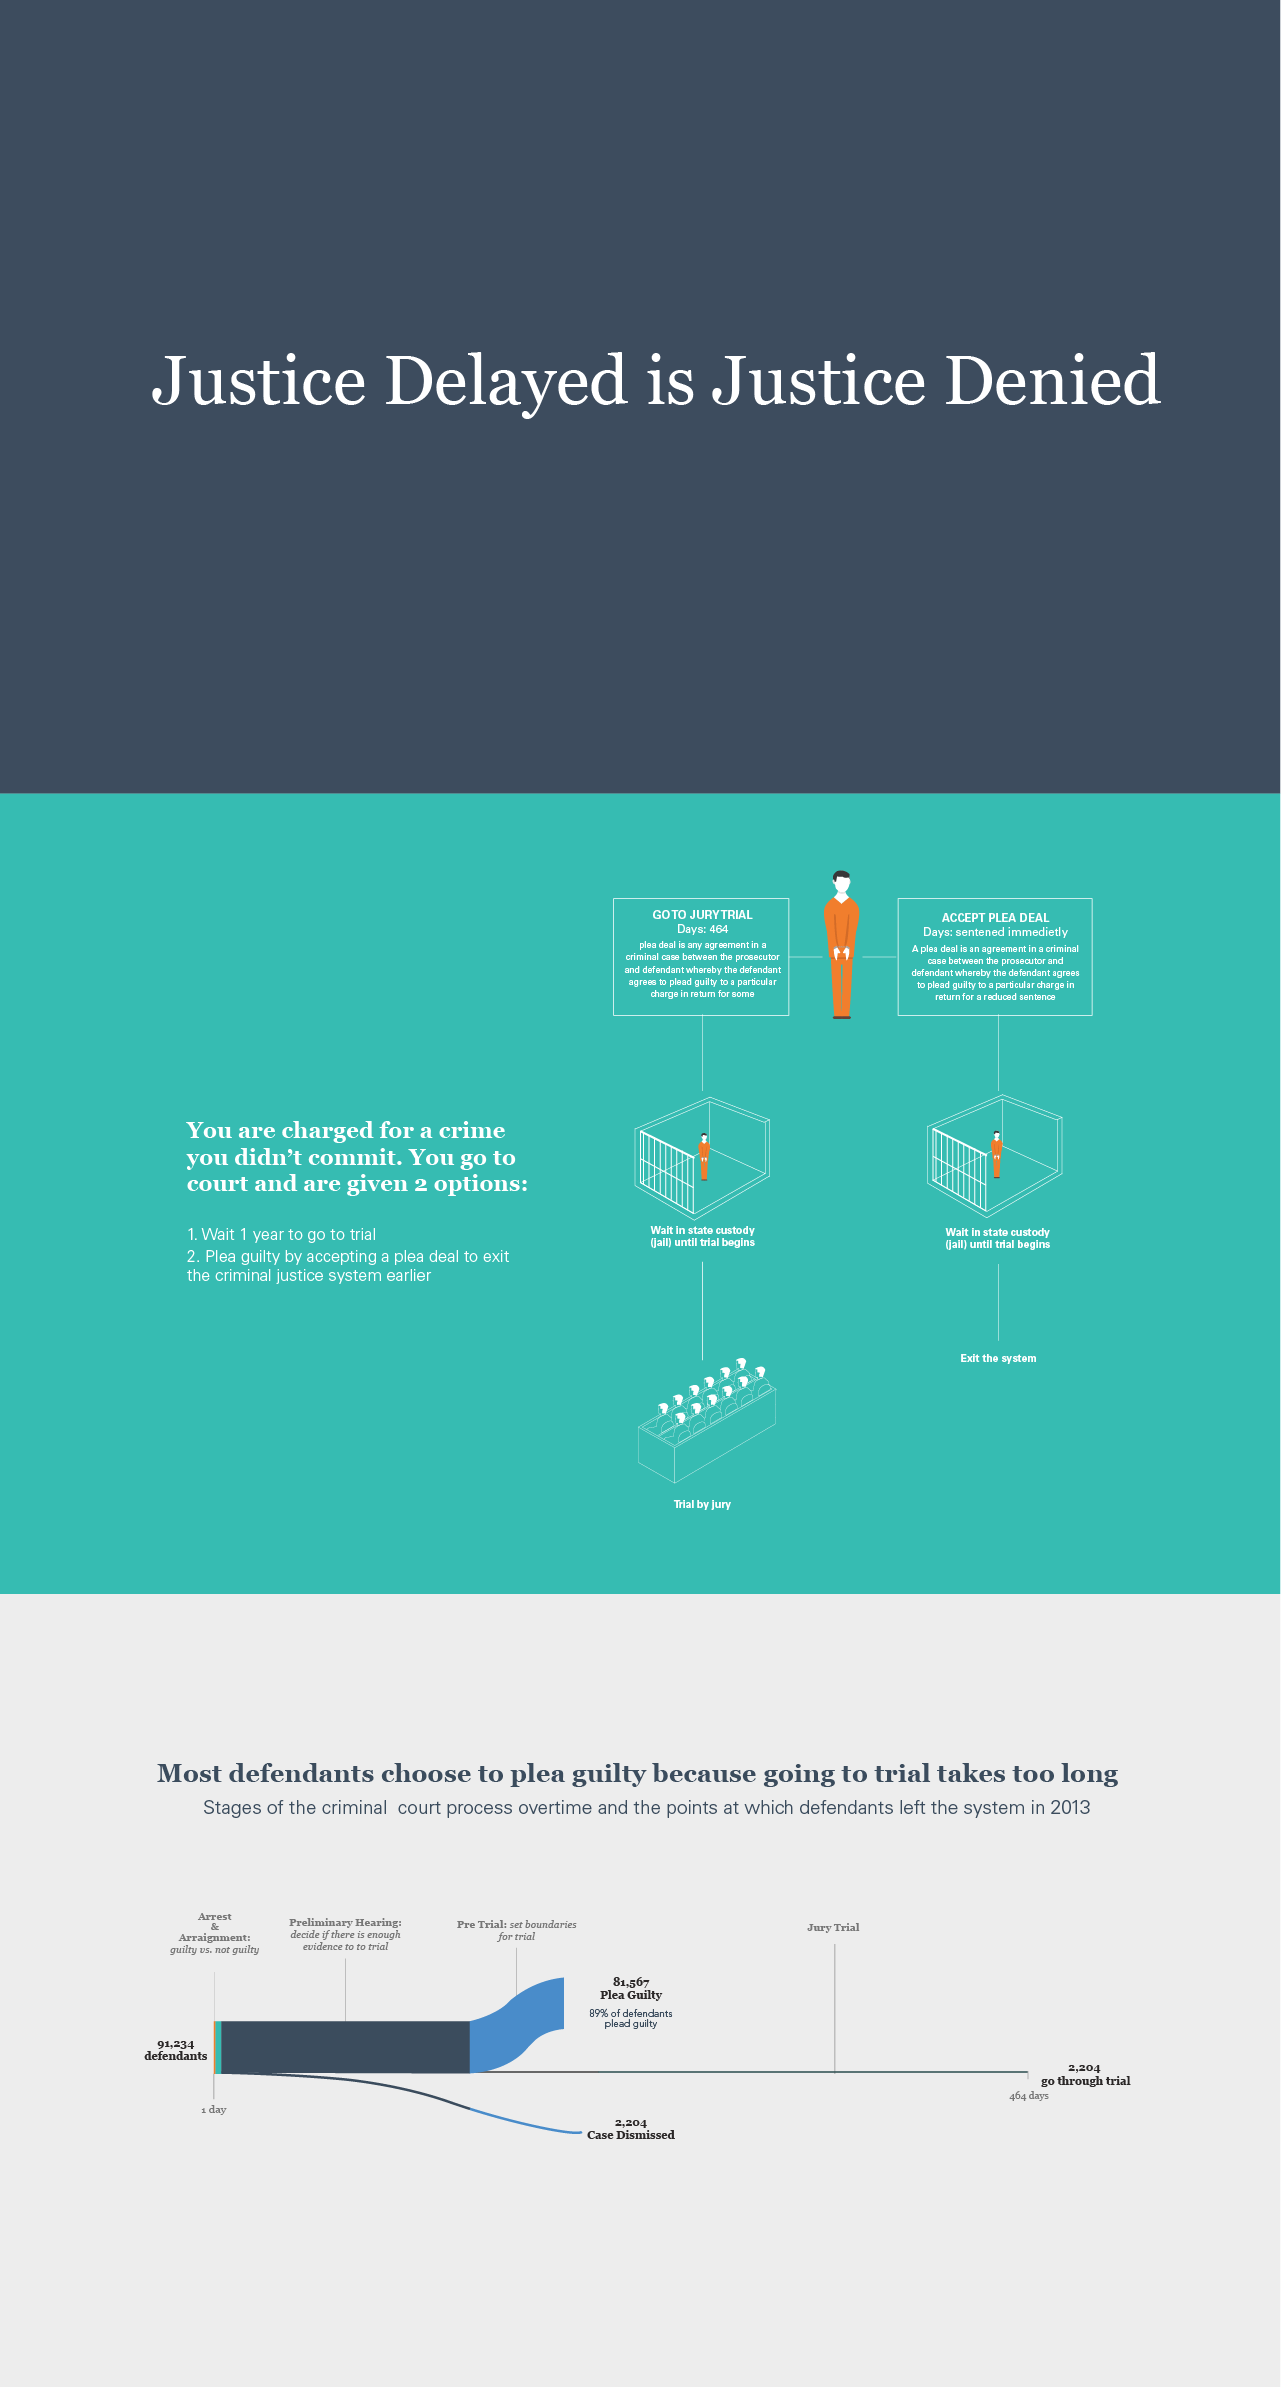 Justice Delayed is Justice Denied
GO TO JURY TRIAL
Days: 464
plea deal is any agreement in a
criminal case between the prosecutor
and defendant whereby the defendant
agrees to plead guilty to a particular
charge in return for some
ACCEPT PLEA DEAL
Days: sentened immedietly
A plea deal is an agreement in a criminal
case between the prosecutor and
defendant whereby the defendant agrees
to plead guilty to a particular charge in
return for a reduced sentence
You are charged for a crime
you didn't commit. You go to
court and are given 2 options:
1. Wait 1 year to go to trial
2. Plea guilty by accepting a plea deal to exit
the criminal justice system earlier
Wait in state custody
(jail) until trial begins
Wait in state custody
(jail) until trial begins
Exit the system
Trial by jury
Most defendants choose to plea guilty because going to trial takes too long
Stages of the criminal court process overtime and the points at which defendants left the system in 2013
Arrest
&
Arraignment:
guilty vs. not guilty
Preliminary Hearing:
decide if there is enough
evidence to to trial
Pre Trial: set boundaries
for trial
Jury Trial
81,567
Plea Guilty
89% of defendants
plead guilty
91,234
defendants
2,204
go through trial
464 days
1 day
2,204
Case Dismissed